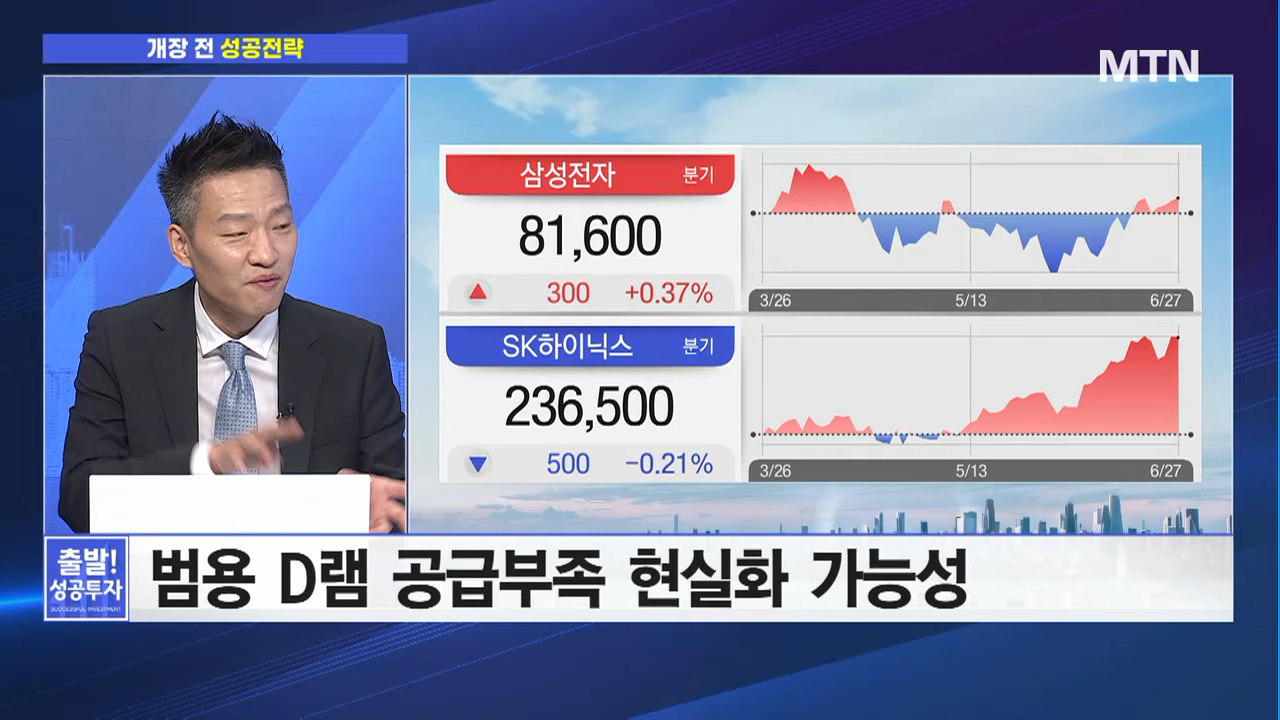 개장 전 성공전략
MTN
삼성전자 분기
81,600
▲ 300 +0.37%
3/26 5/13 6/27
SK하이닉스 분기
236,500
▼ 500 -0.21%
3/26 5/13 6/27
출발!
성공투자
SUCCESSFUL INVESTMENT
범용 D램 공급부족 현실화 가능성